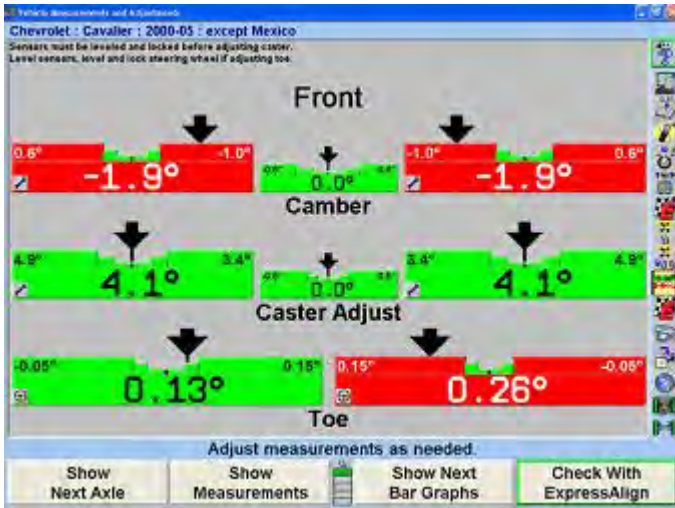 Vehicle Measurements and Adjustments
Chevrolet : Cavalier : 2000-05 : except Mexico
Sensors must be leveled and locked before adjusting caster.
Level sensors, level and lock steering wheel if adjusting toe.
Front
0.6° -1.0° -1.0° 0.6°
-1.9° 0.0° -1.9°
Camber
4.9° 3.4° 3.4° 4.9°
4.1° 0.0° 4.1°
Caster Adjust
-0.05° 0.15° 0.15° -0.05°
0.13° 0.26°
Toe
Adjust measurements as needed.
Show Next Axle
Show Measurements
Show Next Bar Graphs
Check With ExpressAlign